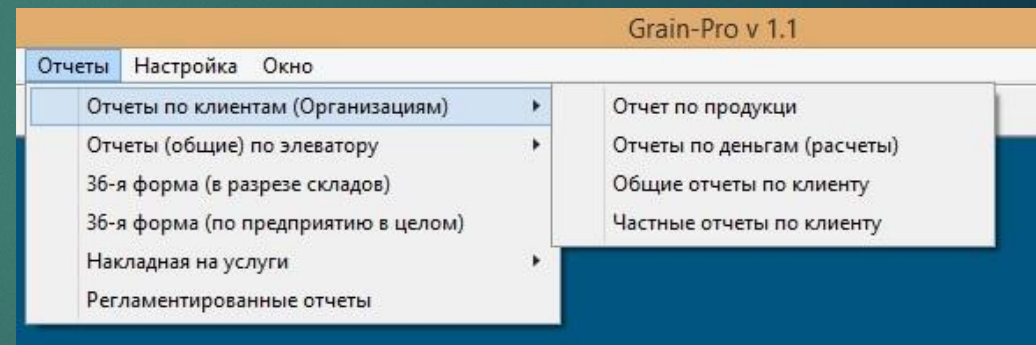 Grain-Pro v 1.1
Отчеты Настройка Окно
Отчеты по клиентам (Организациям)
Отчеты (общие) по элеватору
36-я форма (в разрезе складов)
36-я форма (по предприятию в целом)
Накладная на услуги
Регламентированные отчеты
Отчет по продукци
Отчеты по деньгам (расчеты)
Общие отчеты по клиенту
Частные отчеты по клиенту